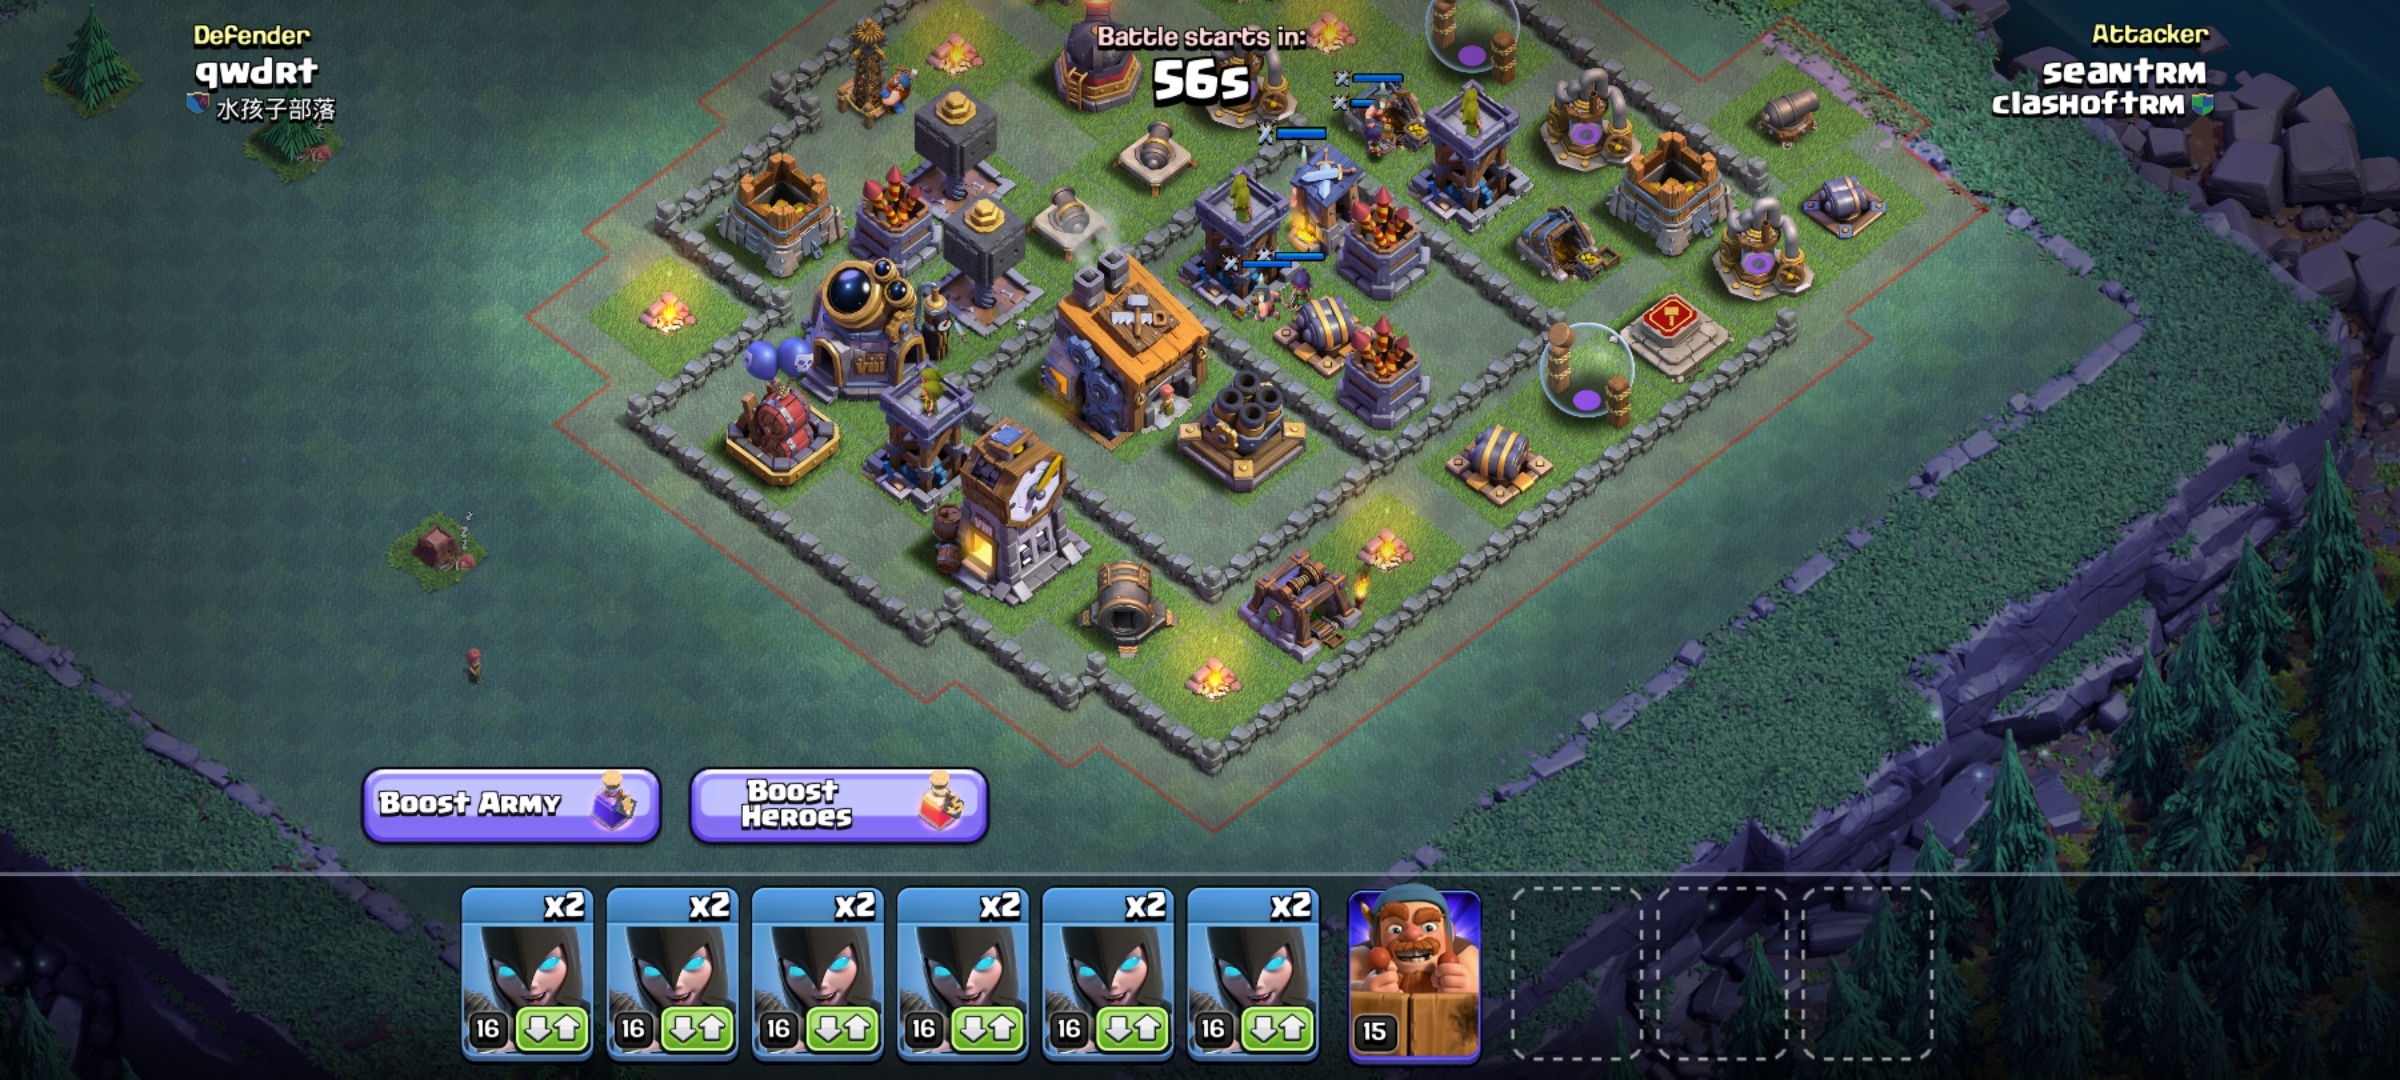 Defender
qwdRt
水孩子部落
Battle starts in:
56s
Attacker
seantRM
clashoftRM
VIII
Boost Army
Boost
Heroes
x2
x2
x2
x2
x2
x2
16
16
16
16
16
16
15